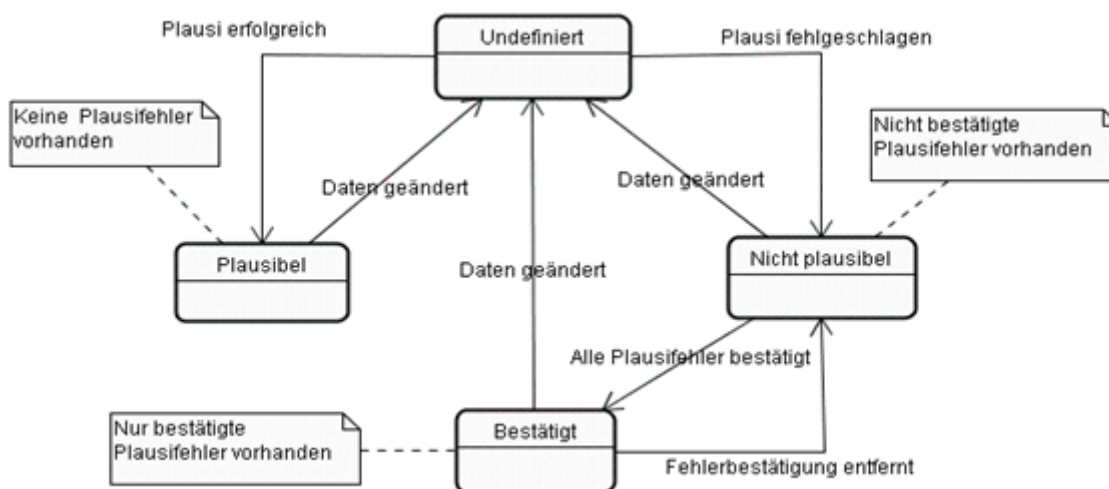 Plausi erfolgreich
Undefiniert
Plausi fehlgeschlagen
Keine Plausifehler
vorhanden
Nicht bestätigte
Plausifehler vorhanden
Daten geändert
Daten geändert
Plausibel
Daten geändert
Nicht plausibel
Alle Plausifehler bestätigt
Nur bestätigte
Plausifehler vorhanden
Bestätigt
Fehlerbestätigung entfernt